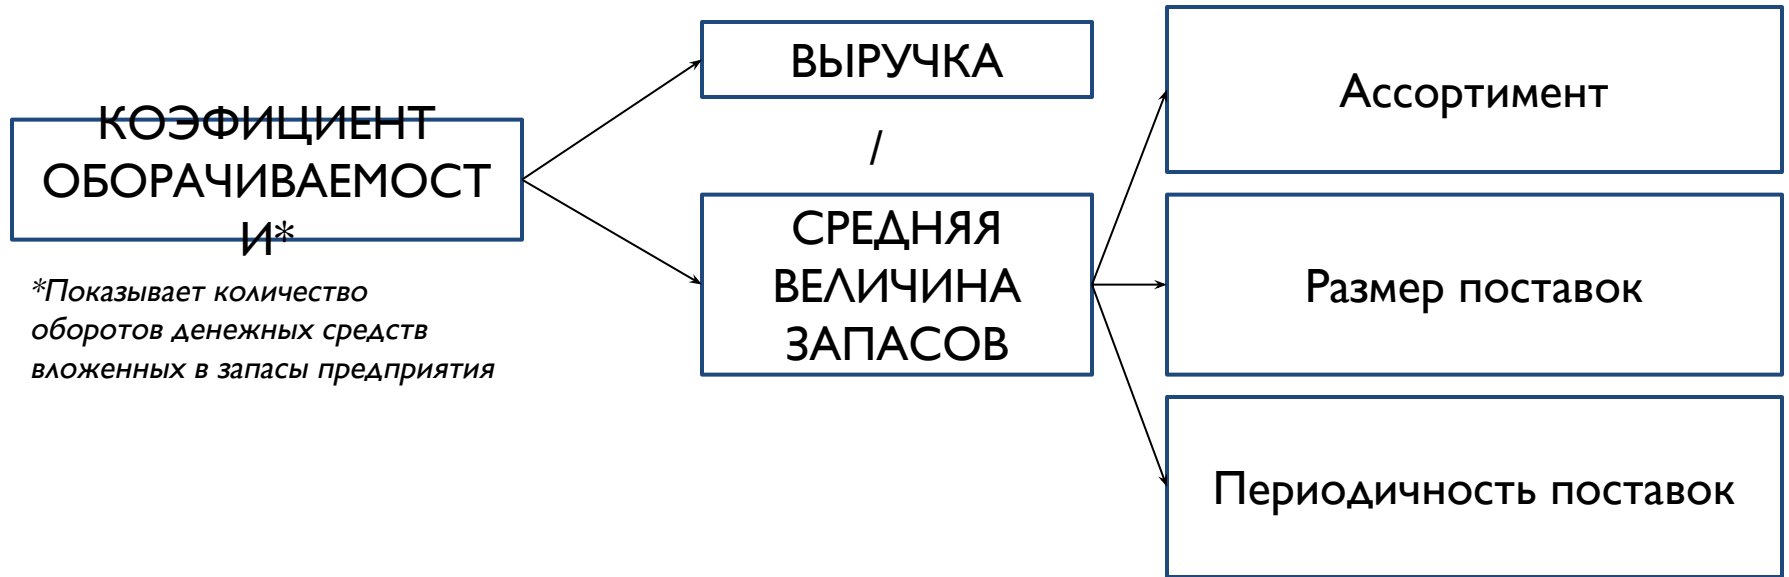 КОЭФИЦИЕНТ
ОБОРАЧИВАЕМОСТ
И*
*Показывает количество
оборотов денежных средств
вложенных в запасы предприятия
ВЫРУЧКА
/
СРЕДНЯЯ
ВЕЛИЧИНА
ЗАПАСОВ
Ассортимент
Размер поставок
Периодичность поставок